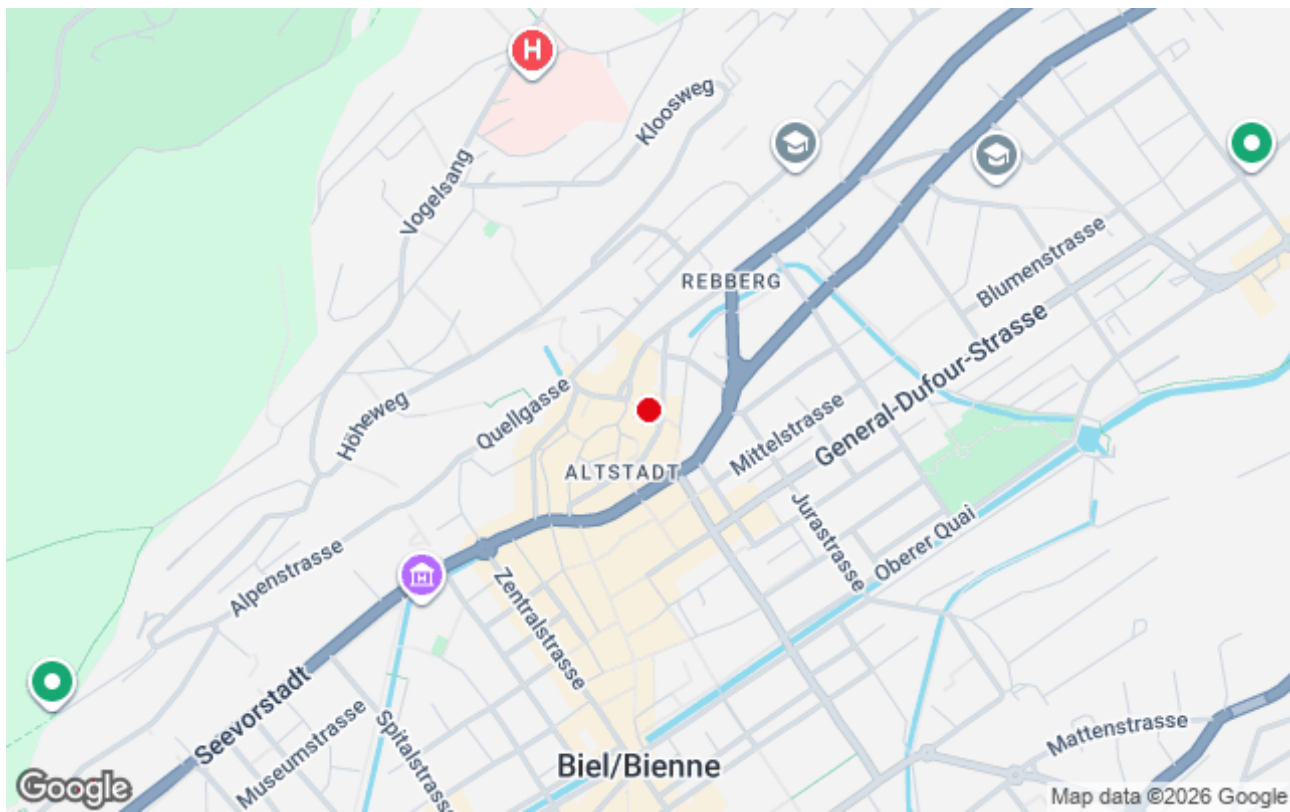 H
Kloosweg
Vogelsang
REBBERG
Blumenstrasse
General-Dufour-Strasse
Höheweg
Quellgasse
Mittelstrasse
ALTSTADT
Jurastrasse
Oberer Quai
Alpenstrasse
Zentralstrasse
Seevorstadt
Museumstrasse
Spitalstrasse
Mattenstrasse
Biel/Bienne
Google
Map data ©2026 Google